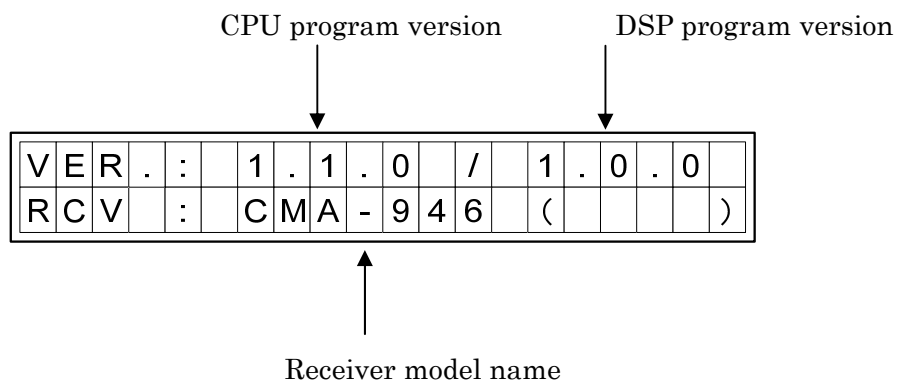 CPU program version DSP program version
VER.: 1.1.0 / 1.0.0
RCV : CMA-946 (   )
Receiver model name